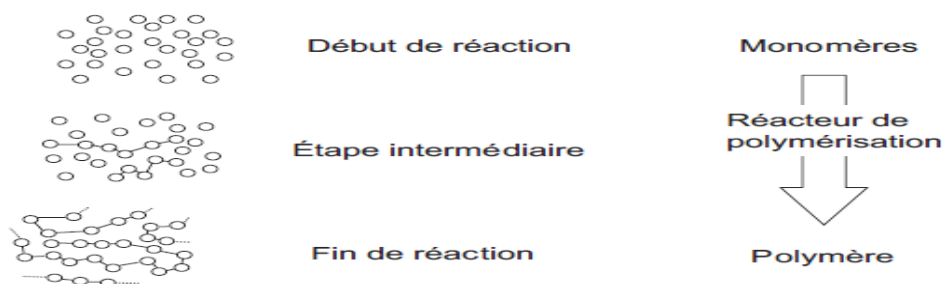 Début de réaction
Monomères
Étape intermédiaire
Réacteur de
polymérisation
Fin de réaction
Polymère